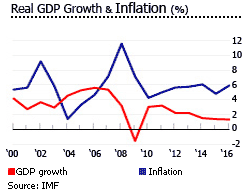 Real GDP Growth & Inflation (%)
12
10
8
6
4
2
0
-2
'00 '02 '04 '06 '08 '10 '12 '14 '16
GDP growth Inflation
Source: IMF